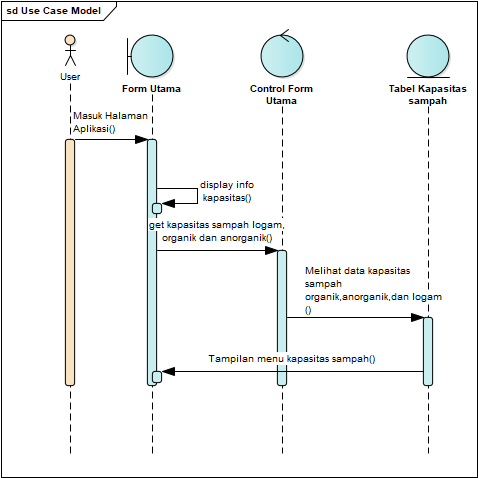 sd Use Case Model
User
Form Utama
Control Form
Utama
Tabel Kapasitas
sampah
Masuk Halaman
Aplikasi()
display info
kapasitas()
get kapasitas sampah logam,
organik dan anorganik()
Melihat data kapasitas
sampah
organik,anorganik,dan logam
()
Tampilan menu kapasitas sampah()